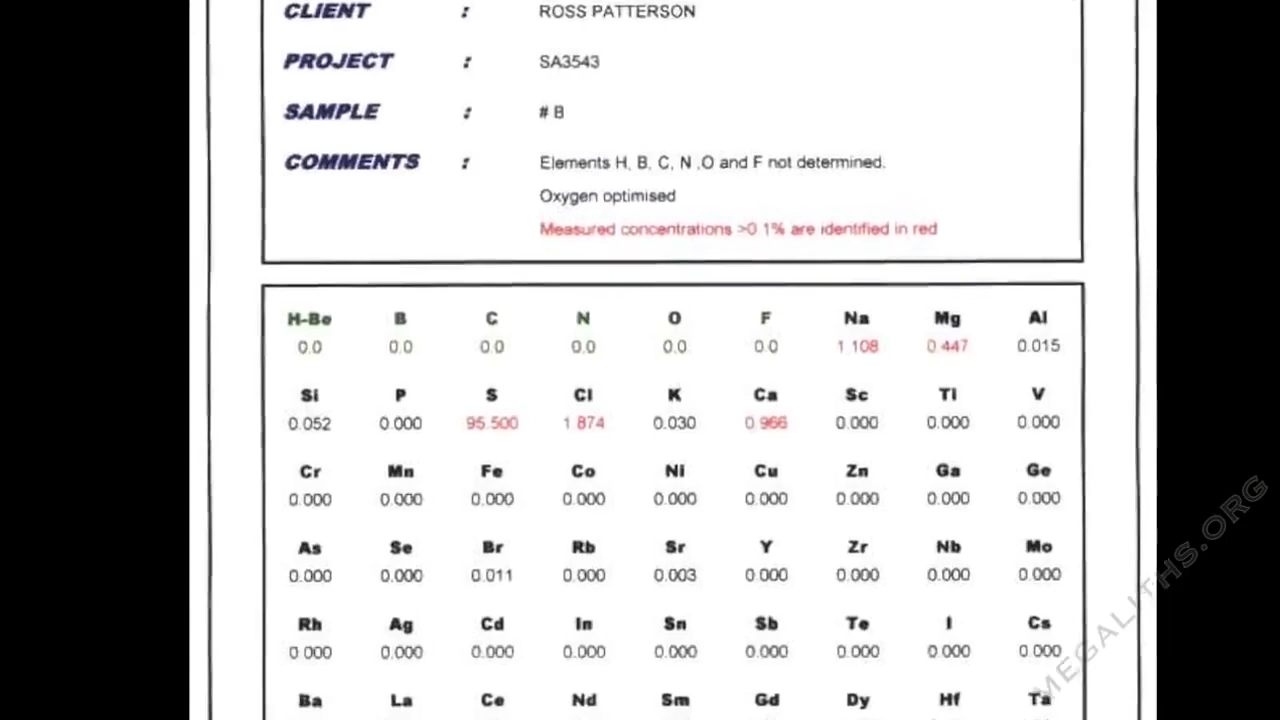 CLIENT : ROSS PATTERSON
PROJECT : SA3543
SAMPLE : # B
COMMENTS : Elements H, B, C, N ,O and F not determined.
Oxygen optimised
Measured concentrations >0 1% are identified in red
H-Be B C N O F Na Mg Al
0.0 0.0 0.0 0.0 0.0 0.0 1 108 0.447 0.015
Si P S Cl K Ca Sc Ti V
0.052 0.000 95.500 1 874 0.030 0 966 0.000 0.000 0.000
Cr Mn Fe Co Ni Cu Zn Ga Ge
0.000 0.000 0.000 0.000 0.000 0.000 0.000 0.000 0.000
As Se Br Rb Sr Y Zr Nb Mo
0.000 0.000 0.011 0.000 0.003 0.000 0.000 0.000 0.000
Rh Ag Cd In Sn Sb Te I Cs
0 000 0.000 0.000 0.000 0.000 0.000 0.000 0.000 0.000
Ba La Ce Nd Sm Gd Dy Hf Ta
MEGALITHS.ORG